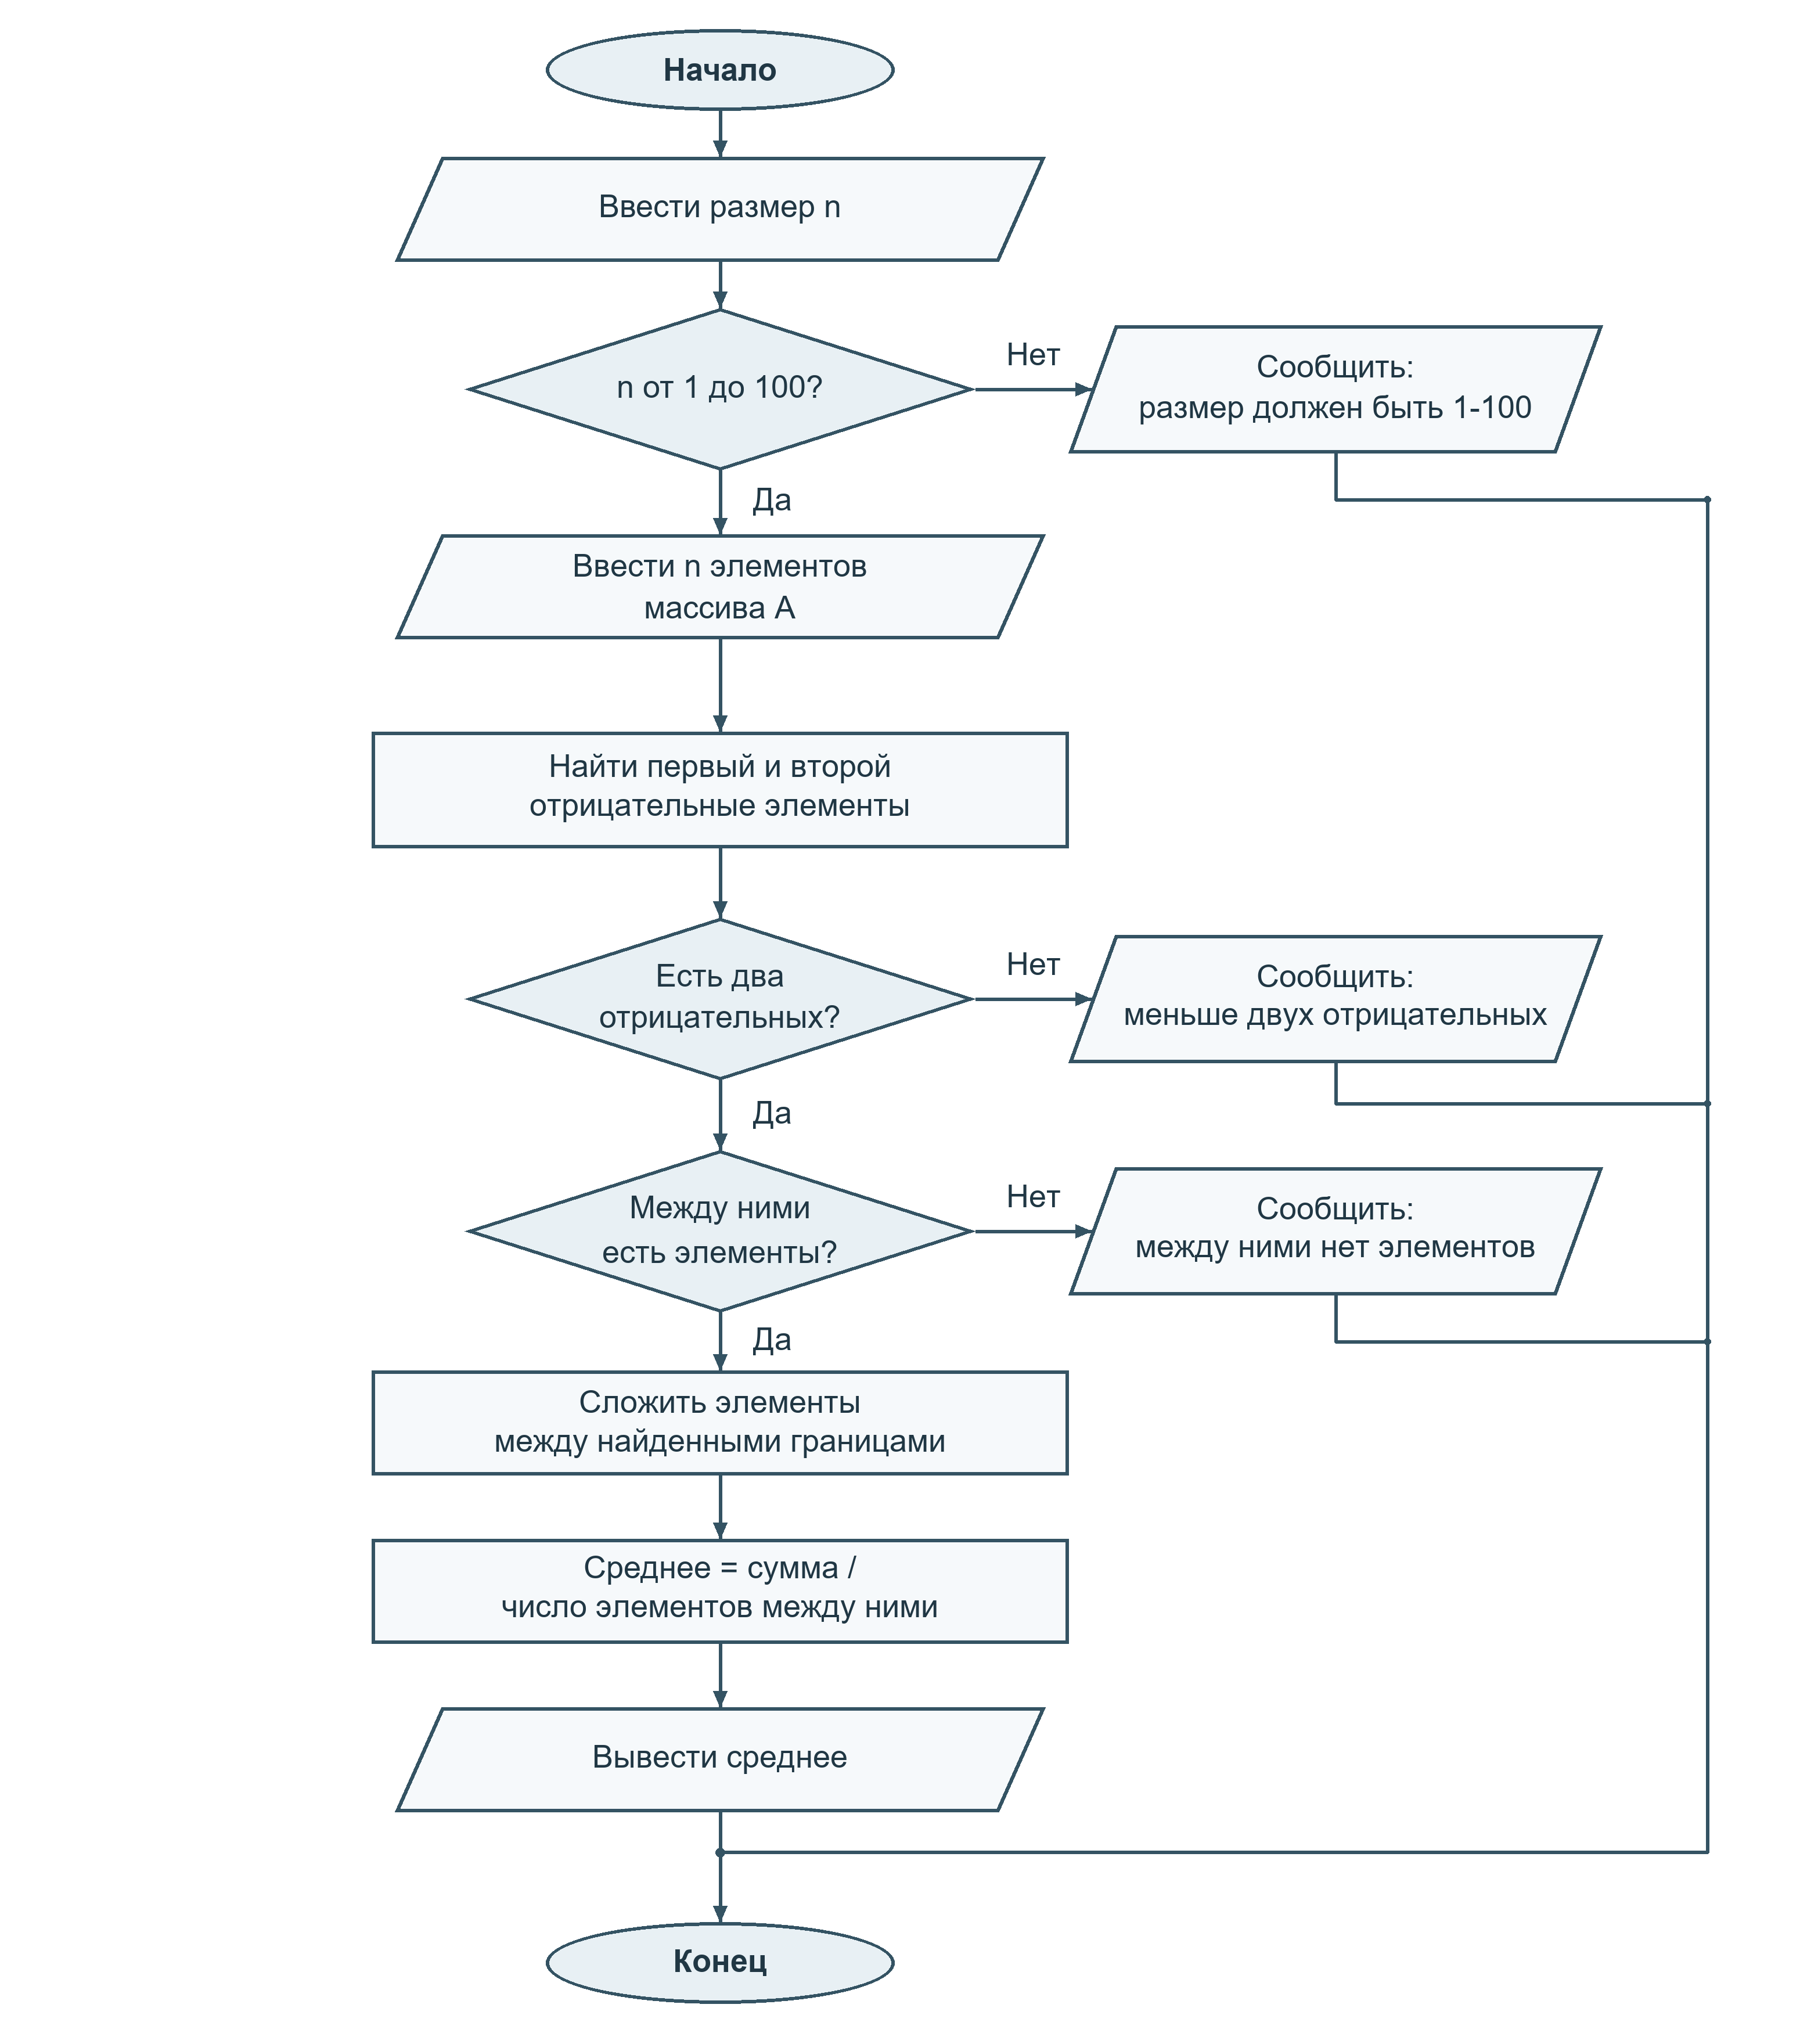 Начало
Ввести размер n
n от 1 до 100?
Нет
Сообщить:
размер должен быть 1-100
Да
Ввести n элементов
массива A
Найти первый и второй
отрицательные элементы
Есть два
отрицательных?
Нет
Сообщить:
меньше двух отрицательных
Да
Между ними
есть элементы?
Нет
Сообщить:
между ними нет элементов
Да
Сложить элементы
между найденными границами
Среднее = сумма /
число элементов между ними
Вывести среднее
Конец